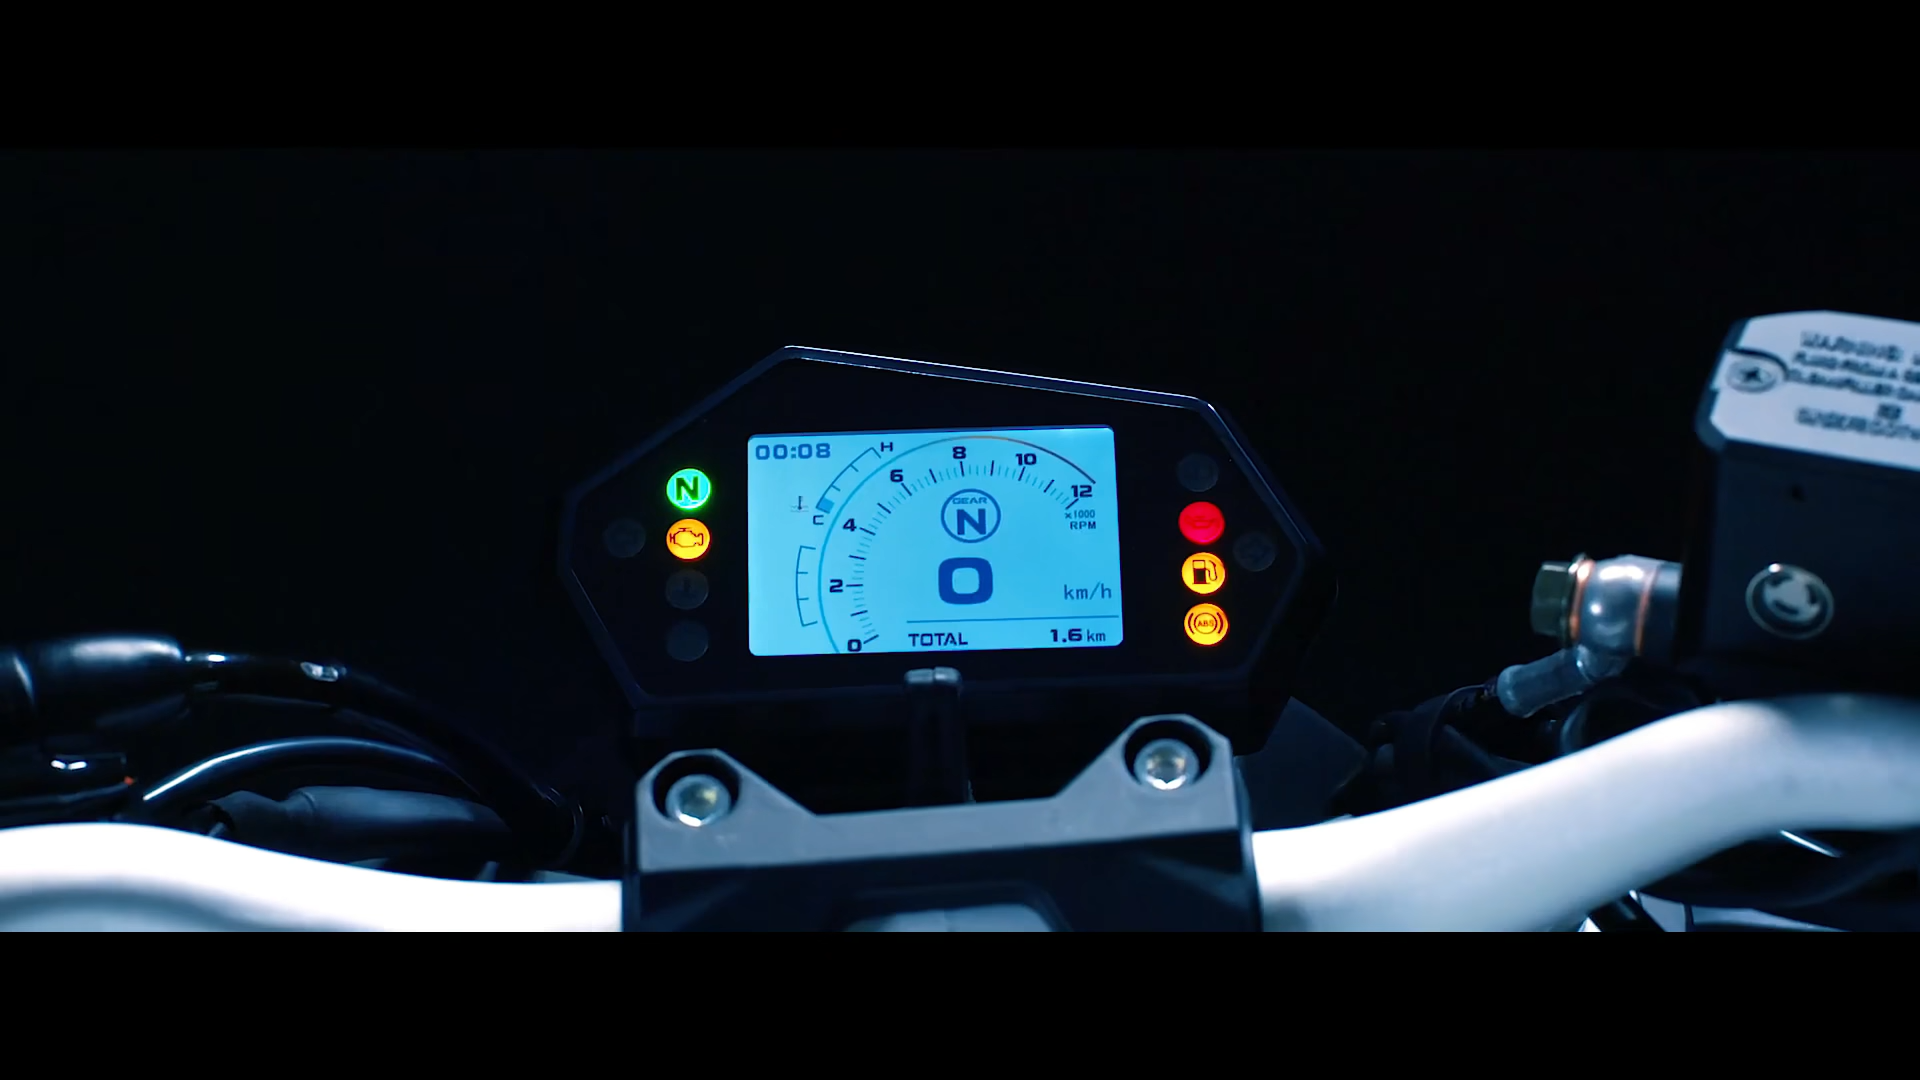 00:08
H
C
GEAR
N
N
0
2
4
6
8
10
12
x1000
RPM
0
km/h
TOTAL 1.6 km
ABS
WARNING